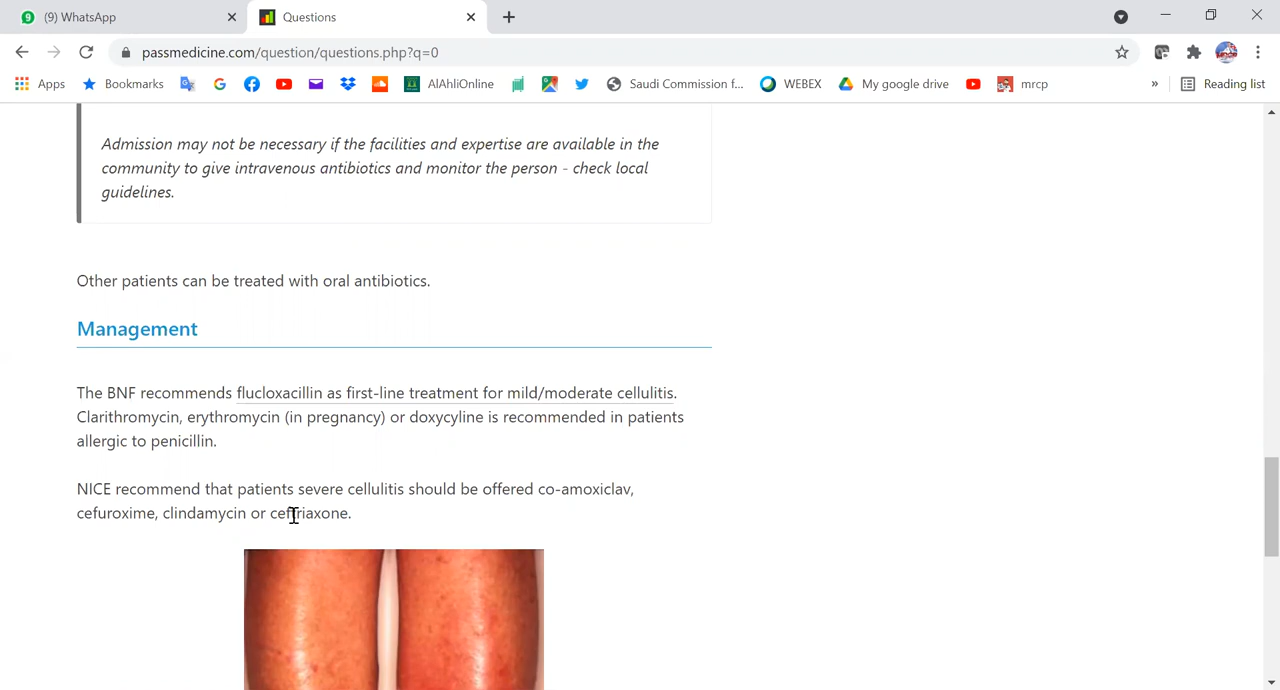 (9) WhatsApp
Questions
passmedicine.com/question/questions.php?q=0
Apps Bookmarks AlAhliOnline Saudi Commission f... WEBEX My google drive mrcp » Reading list
Admission may not be necessary if the facilities and expertise are available in the
community to give intravenous antibiotics and monitor the person - check local
guidelines.
Other patients can be treated with oral antibiotics.
Management
The BNF recommends flucloxacillin as first-line treatment for mild/moderate cellulitis.
Clarithromycin, erythromycin (in pregnancy) or doxycyline is recommended in patients
allergic to penicillin.
NICE recommend that patients severe cellulitis should be offered co-amoxiclav,
cefuroxime, clindamycin or ceftriaxone.